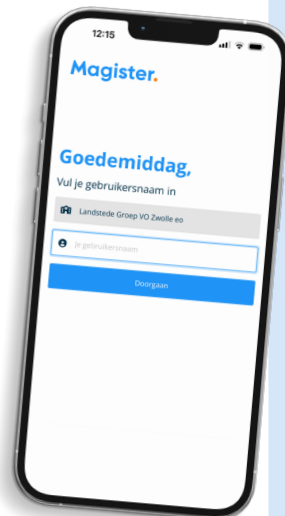 12:15
Magister.
Goedemiddag,
Vul je gebruikersnaam in
Landstede Groep VO Zwolle eo
je gebruikersnaam
Doorgaan